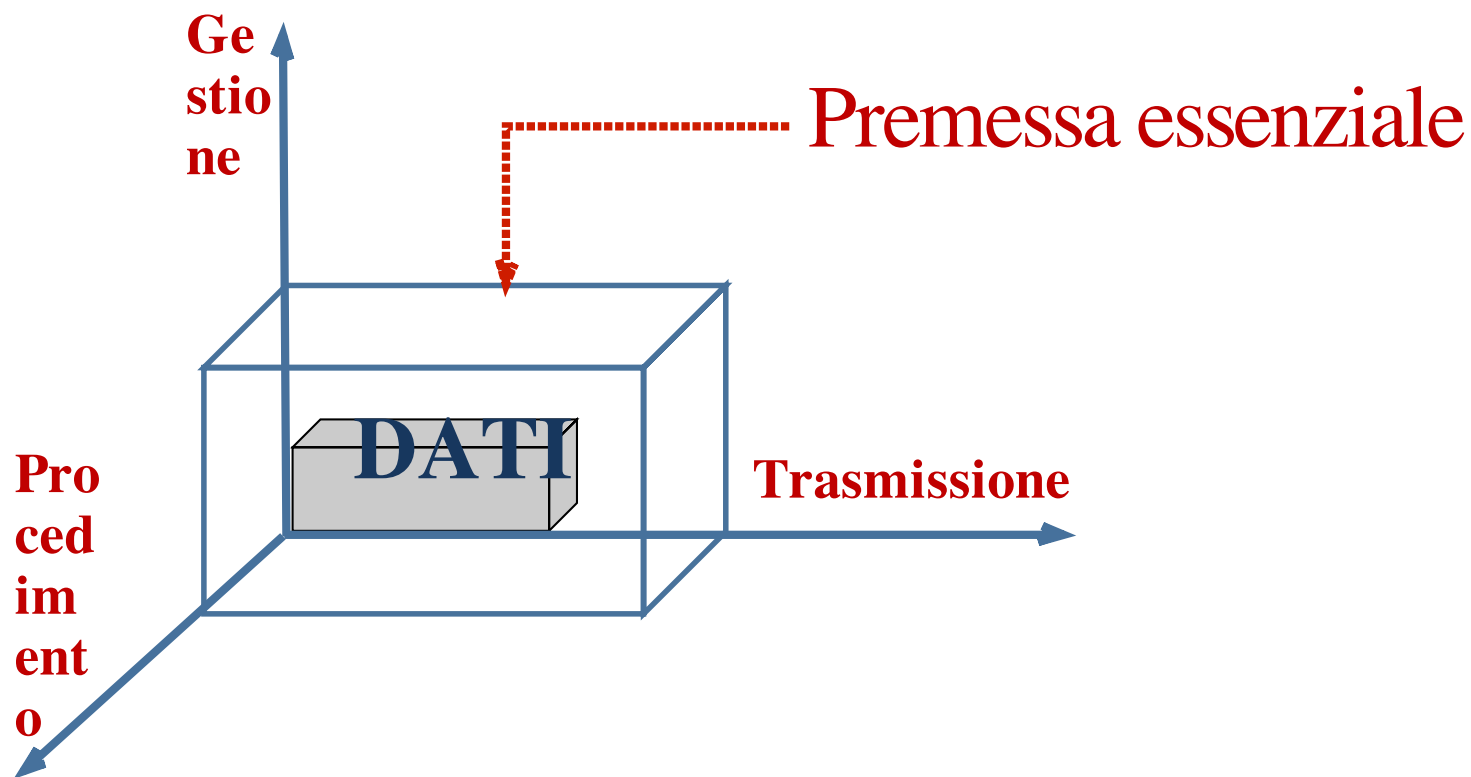 Ge
stio
ne
Premessa essenziale
DATI
Trasmissione
Pro
ced
im
ent
o